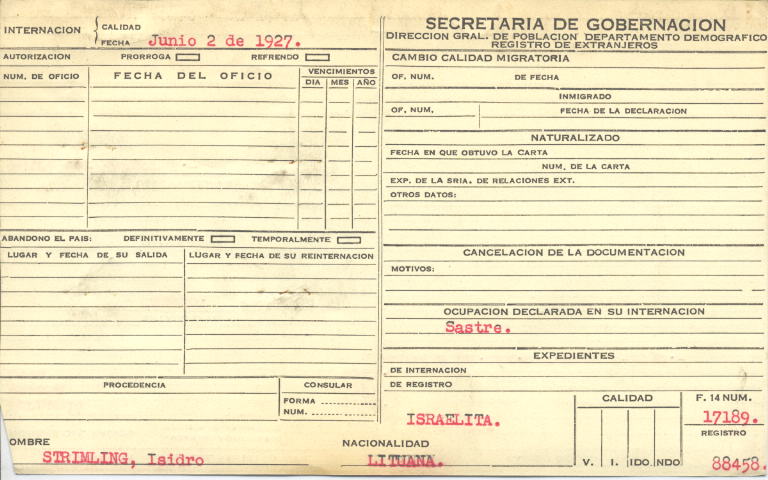 INTERNACION { CALIDAD
FECHA Junio 2 de 1927.
AUTORIZACION PRORROGA REFRENDO
NUM. DE OFICIO FECHA DEL OFICIO VENCIMIENTOS
DIA MES AÑO
ABANDONO EL PAIS: DEFINITIVAMENTE TEMPORALMENTE
LUGAR Y FECHA DE SU SALIDA LUGAR Y FECHA DE SU REINTERNACION
PROCEDENCIA CONSULAR
FORMA
NUM.
SECRETARIA DE GOBERNACION
DIRECCION GRAL. DE POBLACION DEPARTAMENTO DEMOGRAFICO
REGISTRO DE EXTRANJEROS
CAMBIO CALIDAD MIGRATORIA
OF. NUM. DE FECHA
INMIGRADO
OF. NUM. FECHA DE LA DECLARACION
NATURALIZADO
FECHA EN QUE OBTUVO LA CARTA
NUM. DE LA CARTA
EXP. DE LA SRIA. DE RELACIONES EXT.
OTROS DATOS:
CANCELACION DE LA DOCUMENTACION
MOTIVOS:
OCUPACION DECLARADA EN SU INTERNACION
Sastre.
EXPEDIENTES
DE INTERNACION
DE REGISTRO
ISRAELITA.
CALIDAD
V. I. IDO. NDO
F. 14 NUM.
17189.
REGISTRO
88458.
OMBRE NACIONALIDAD
STRIMLING, Isidro LITUANA.